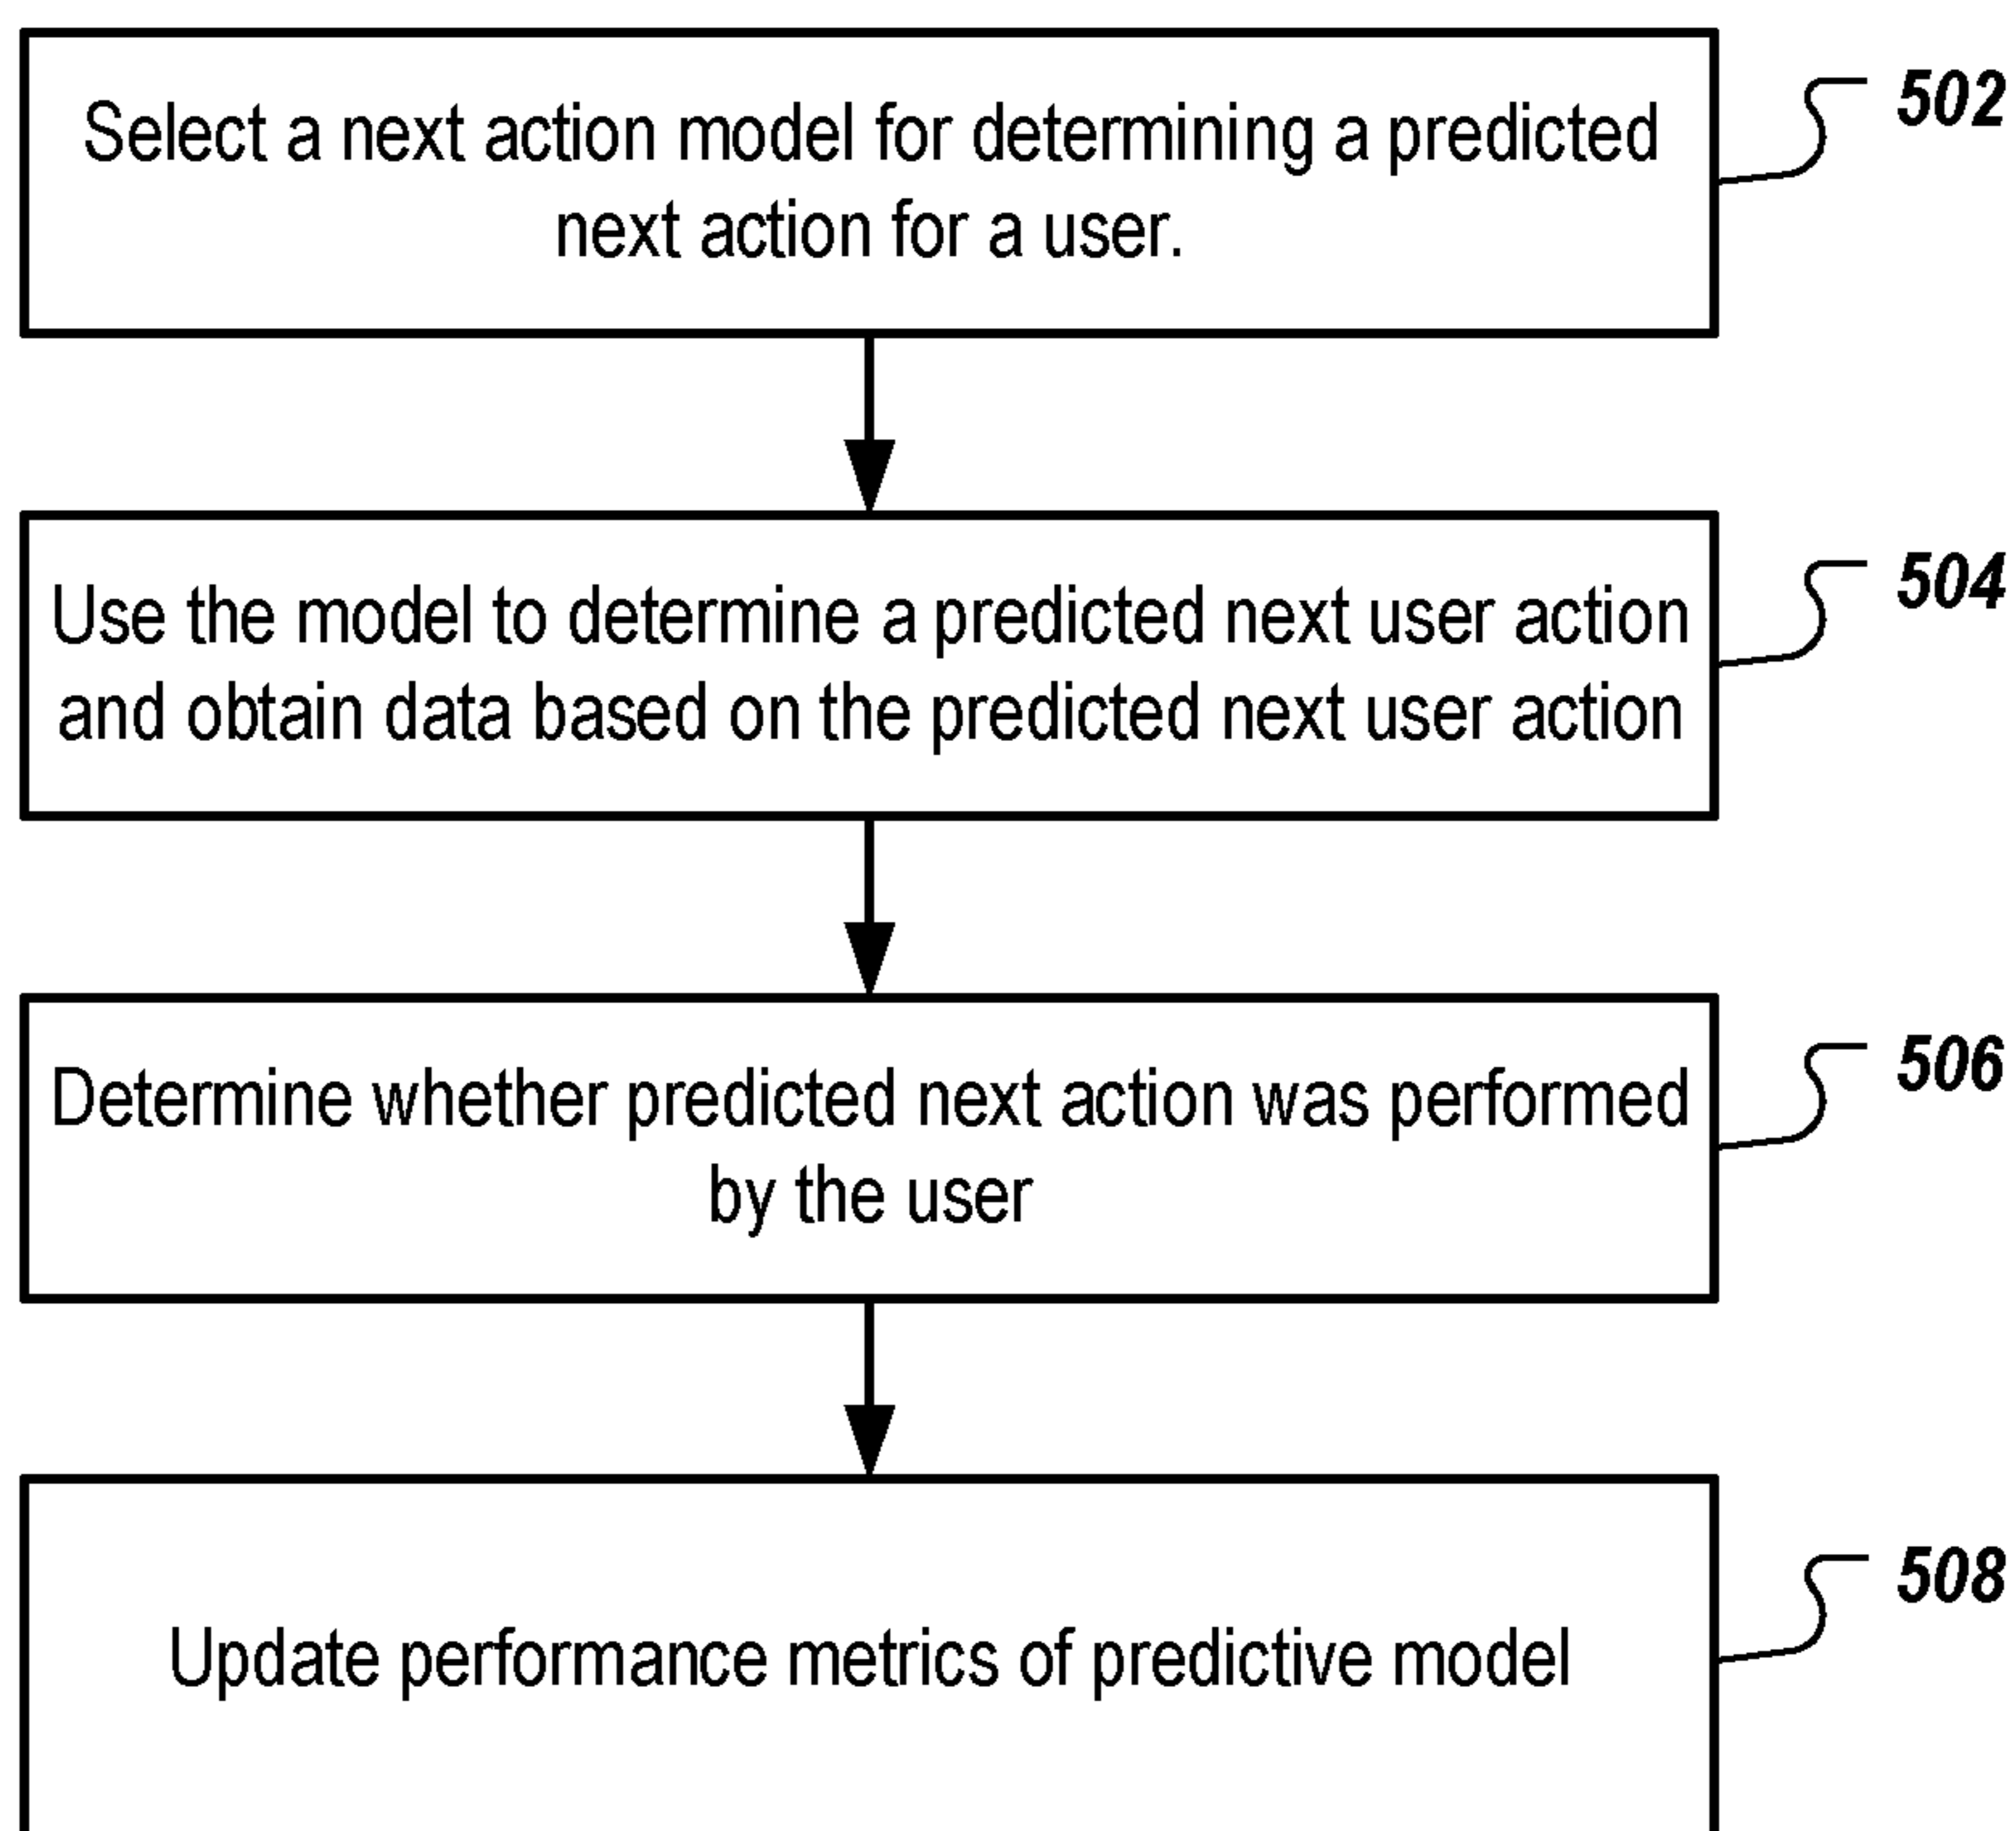 Select a next action model for determining a predicted
next action for a user.
502
Use the model to determine a predicted next user action
and obtain data based on the predicted next user action
504
Determine whether predicted next action was performed
by the user
506
Update performance metrics of predictive model
508